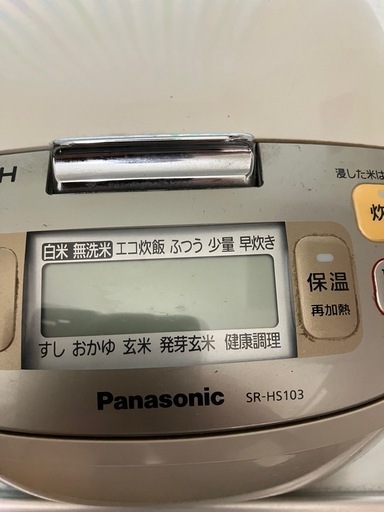 H
浸した米は
炊
白米 無洗米 エコ炊飯 ふつう 少量 早炊き
保温
再加熱
すし おかゆ 玄米 発芽玄米 健康調理
Panasonic SR-HS103